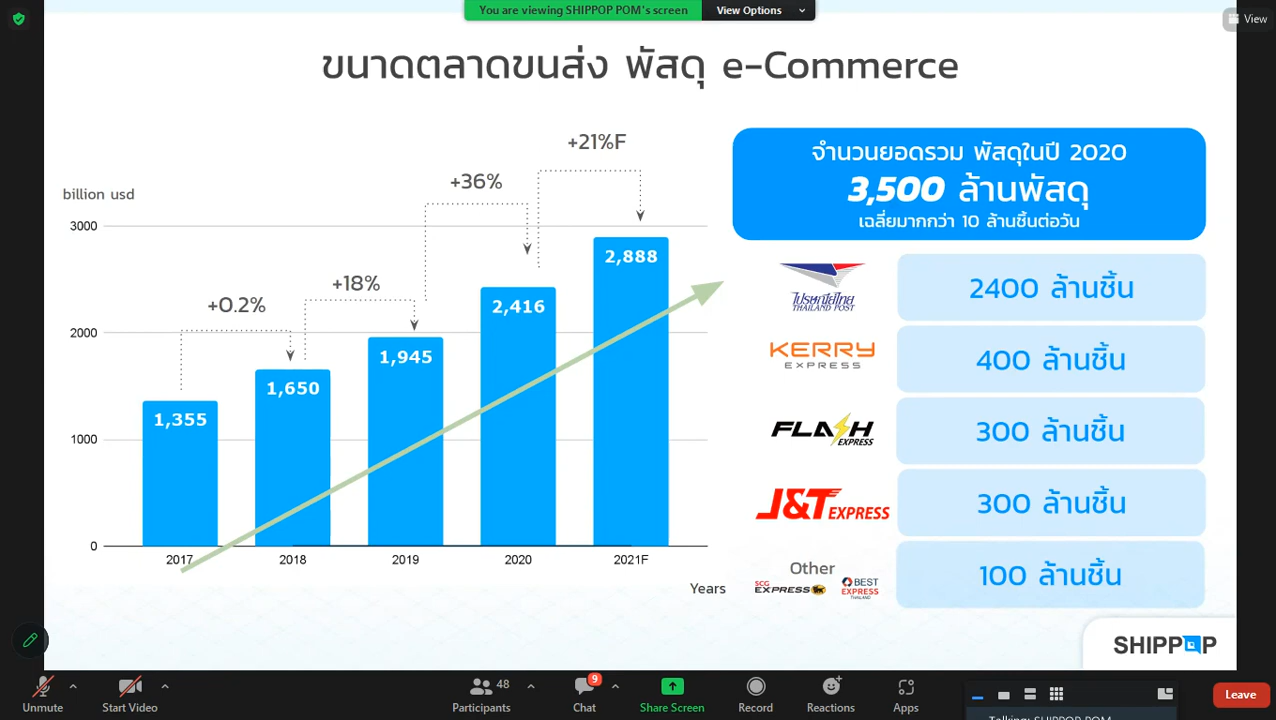 You are viewing SHIPPOP POM's screen
View Options
View
ขนาดตลาดขนส่ง พัสดุ e-Commerce
billion usd
3000
2000
1000
0
+0.2%
+18%
+36%
+21%F
1,355
1,650
1,945
2,416
2,888
2017
2018
2019
2020
2021F
Years
จำนวนยอดรวม พัสดุในปี 2020
3,500 ล้านพัสดุ
เฉลี่ยมากกว่า 10 ล้านชิ้นต่อวัน
ไปรษณีย์ไทย
THAILAND POST
2400 ล้านชิ้น
KERRY
EXPRESS
400 ล้านชิ้น
FLASH
EXPRESS
300 ล้านชิ้น
J&T EXPRESS
300 ล้านชิ้น
Other
SCG
EXPRESS
BEST
EXPRESS
THAILAND
100 ล้านชิ้น
SHIPPOP
Unmute
Start Video
48
Participants
9
Chat
Share Screen
Record
Reactions
Apps
Talking: SHIPPOP POM
Leave